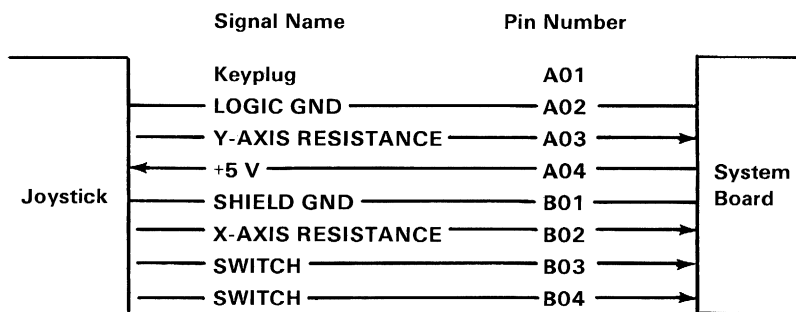 Signal Name Pin Number
Keyplug A01
LOGIC GND A02
Y-AXIS RESISTANCE A03
+5 V A04
Joystick
System Board
SHIELD GND B01
X-AXIS RESISTANCE B02
SWITCH B03
SWITCH B04